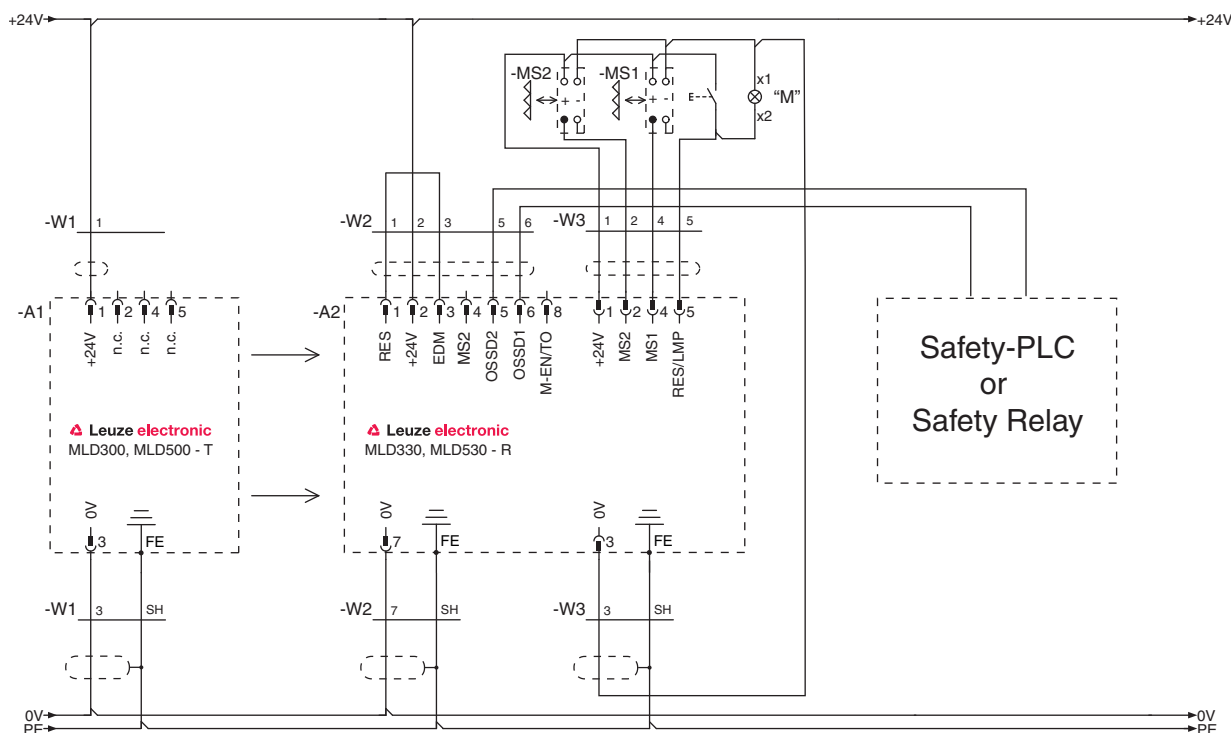 +24V
+24V
-MS2
-MS1
+ -
+ -
E
x1
x2
“M”
-W1 1
-W2 1 2 3 5 6
-W3 1 2 4 5
-A1
1 2 4 5
+24V
n.c.
n.c.
n.c.
-A2
1 2 3 4 5 6 8
RES
+24V
EDM
MS2
OSSD2
OSSD1
M-EN/TO
1 2 4 5
+24V
MS2
MS1
RES/LMP
Safety-PLC
or
Safety Relay
Leuze electronic
MLD300, MLD500 - T
Leuze electronic
MLD330, MLD530 - R
0V
3
FE
0V
7
FE
3
FE
-W1 3 SH
-W2 7 SH
-W3 3 SH
0V
0V
PE
PE